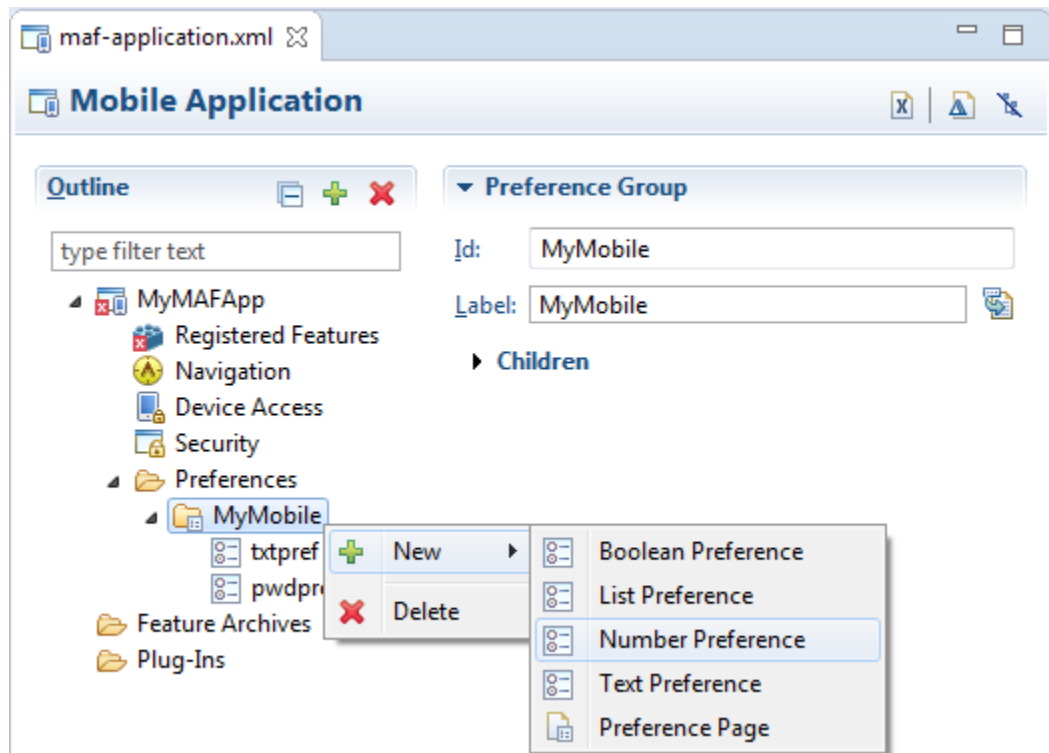 maf-application.xml
Mobile Application
Outline
type filter text
MyMAFApp
Registered Features
Navigation
Device Access
Security
Preferences
MyMobile
txtpref
pwdpre
Feature Archives
Plug-Ins
Preference Group
Id: MyMobile
Label: MyMobile
Children
New
Delete
Boolean Preference
List Preference
Number Preference
Text Preference
Preference Page